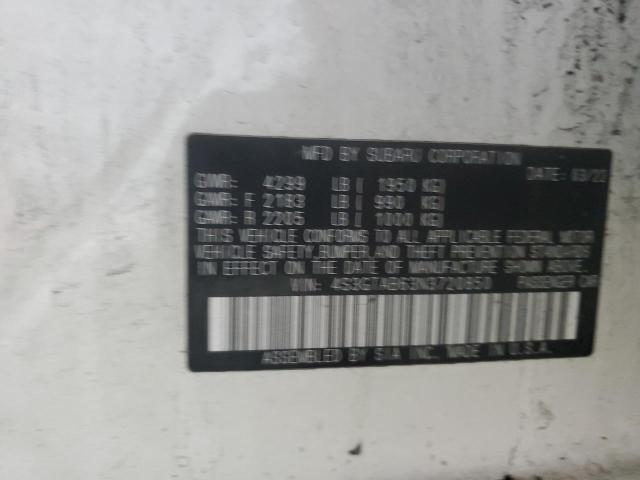 MFD BY SUBARU CORPORATION
DATE: 03/22
GVWR: 4299 LB ( 1950 KG)
GAWR: F 2183 LB ( 990 KG)
GAWR: R 2205 LB ( 1000 KG)
THIS VEHICLE CONFORMS TO ALL APPLICABLE FEDERAL MOTOR
VEHICLE SAFETY, BUMPER, AND THEFT PREVENTION STANDARDS
IN EFFECT ON THE DATE OF MANUFACTURE SHOWN ABOVE.
VIN: PASSENGER CAR
ASSEMBLED BY SIA INC. MADE IN U.S.A.